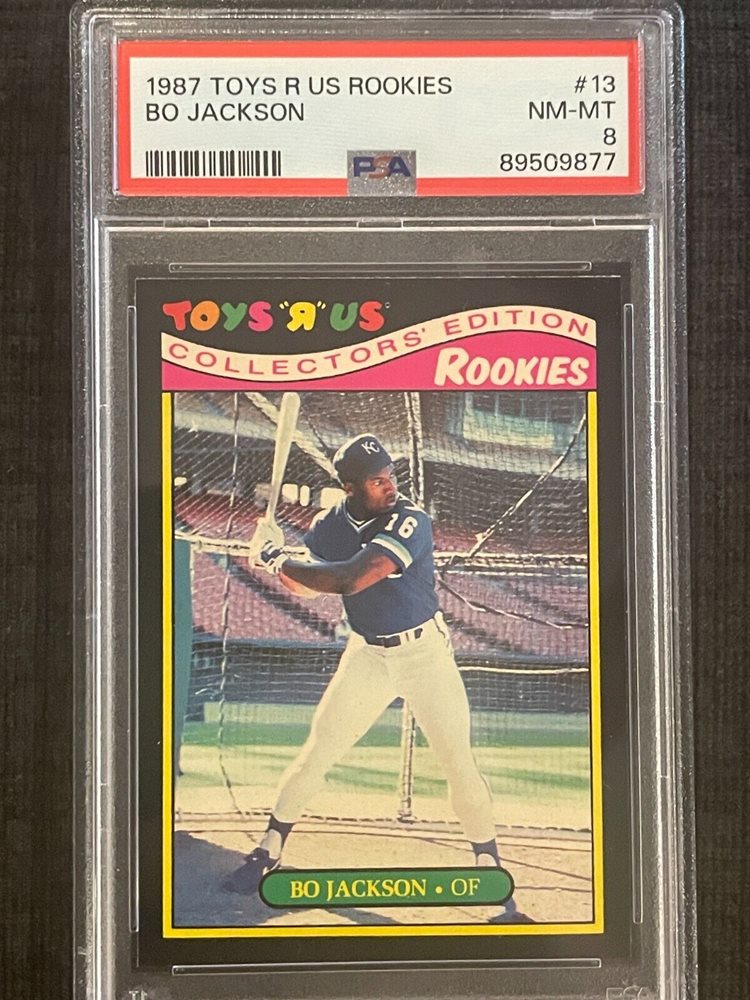 1987 TOYS R US ROOKIES #13
BO JACKSON NM-MT
8
PSA 89509877
TOYS "R" US
COLLECTORS' EDITION
ROOKIES
KC
16
BO JACKSON • OF